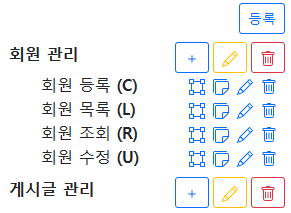 등록
회원 관리
회원 등록 (C)
회원 목록 (L)
회원 조회 (R)
회원 수정 (U)
게시글 관리